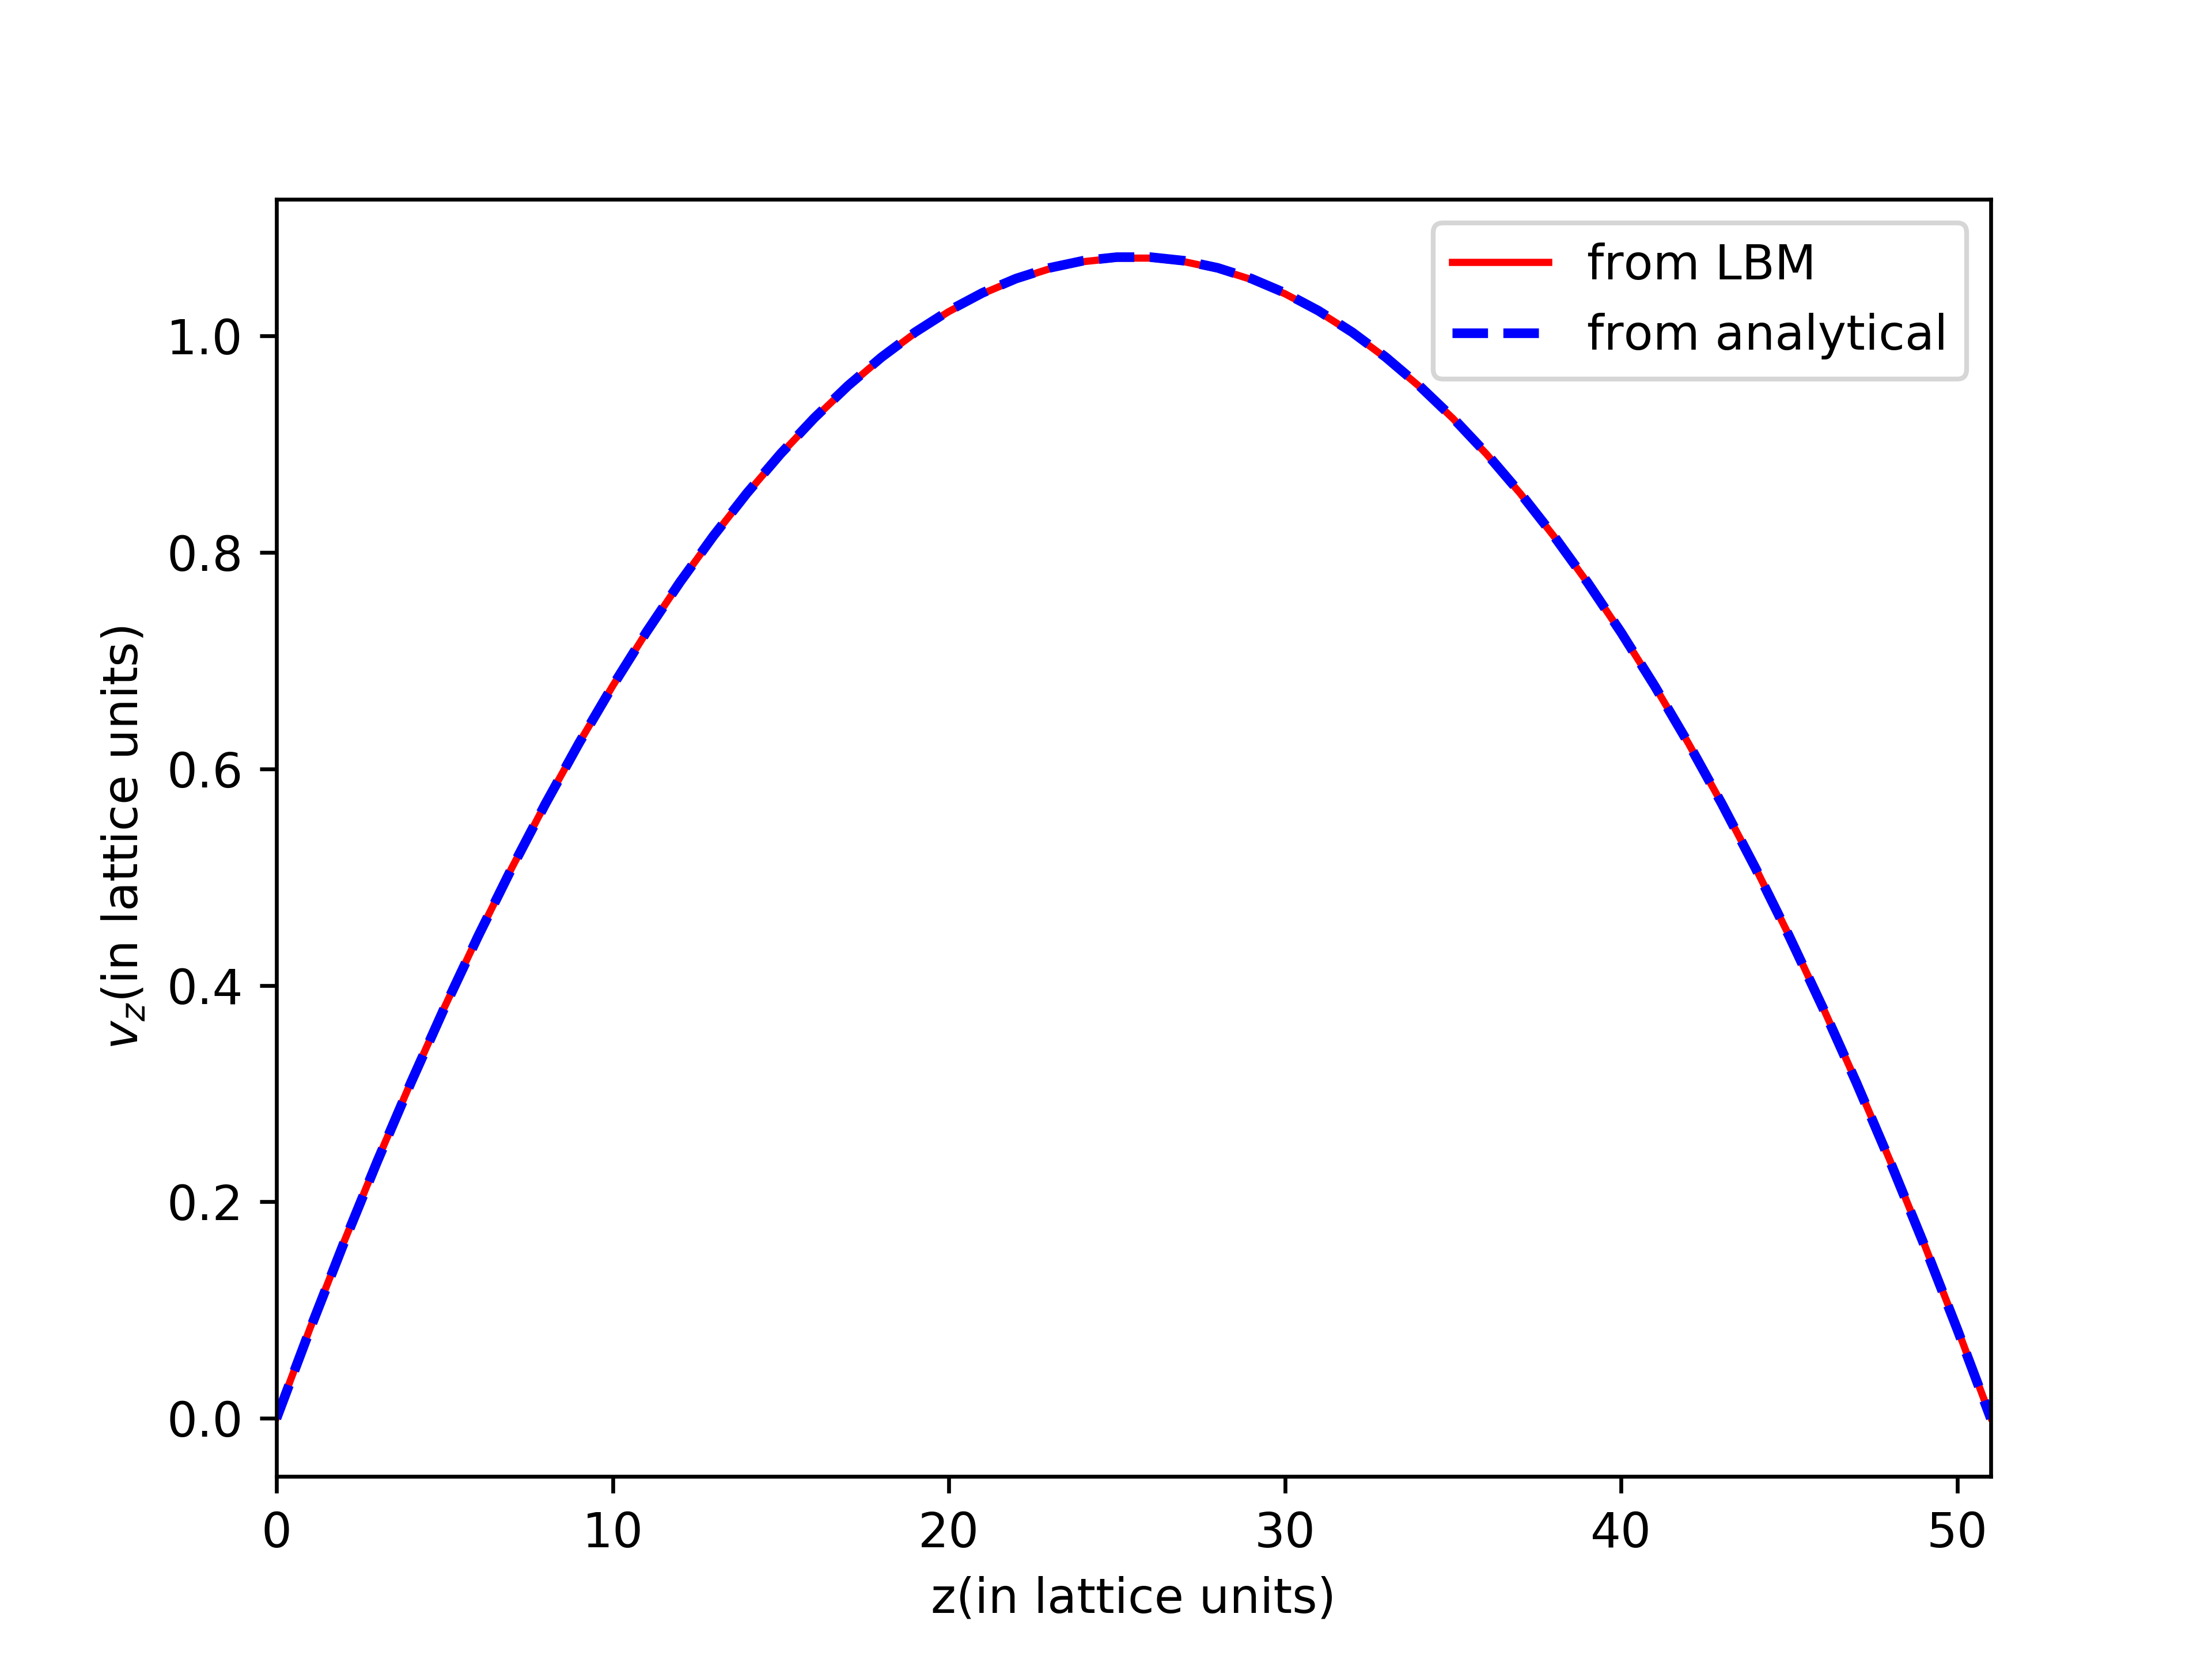 from LBM
from analytical
1.0
0.8
0.6
0.4
0.2
0.0
v_z(in lattice units)
0 10 20 30 40 50
z(in lattice units)